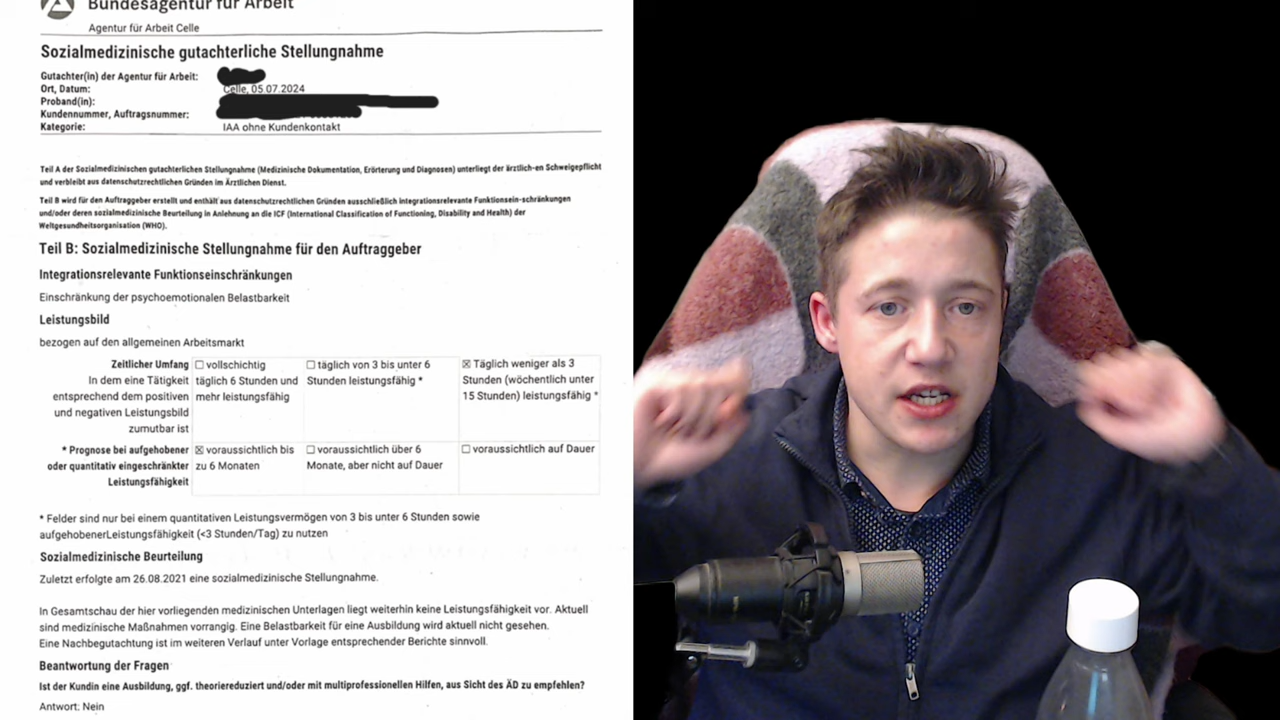 Bundesagentur für Arbeit
Agentur für Arbeit Celle
Sozialmedizinische gutachterliche Stellungnahme
Gutachter(in) der Agentur für Arbeit:
Ort, Datum: Celle, 05.07.2024
Proband(in):
Kundennummer, Auftragsnummer:
Kategorie: IAA ohne Kundenkontakt
Teil A der Sozialmedizinischen gutachterlichen Stellungnahme (Medizinische Dokumentation, Erörterung und Diagnosen) unterliegt der ärztlich-en Schweigepflicht
und verbleibt aus datenschutzrechtlichen Gründen im Ärztlichen Dienst.
Teil B wird für den Auftraggeber erstellt und enthält aus datenschutzrechtlichen Gründen ausschließlich integrationsrelevante Funktionsein-schränkungen
und/oder deren sozialmedizinische Beurteilung in Anlehnung an die ICF (International Classification of Functioning, Disability and Health) der
Weltgesundheitsorganisation (WHO).
Teil B: Sozialmedizinische Stellungnahme für den Auftraggeber
Integrationsrelevante Funktionseinschränkungen
Einschränkung der psychoemotionalen Belastbarkeit
Leistungsbild
bezogen auf den allgemeinen Arbeitsmarkt
Zeitlicher Umfang ☐ vollschichtig ☐ täglich von 3 bis unter 6 ☒ Täglich weniger als 3
In dem eine Tätigkeit täglich 6 Stunden und Stunden leistungsfähig * Stunden (wöchentlich unter
entsprechend dem positiven mehr leistungsfähig 15 Stunden) leistungsfähig *
und negativen Leistungsbild
zumutbar ist
* Prognose bei aufgehobener ☒ voraussichtlich bis ☐ voraussichtlich über 6 ☐ voraussichtlich auf Dauer
oder quantitativ eingeschränkter zu 6 Monaten Monate, aber nicht auf Dauer
Leistungsfähigkeit
* Felder sind nur bei einem quantitativen Leistungsvermögen von 3 bis unter 6 Stunden sowie
aufgehobenerLeistungsfähigkeit (<3 Stunden/Tag) zu nutzen
Sozialmedizinische Beurteilung
Zuletzt erfolgte am 26.08.2021 eine sozialmedizinische Stellungnahme.
In Gesamtschau der hier vorliegenden medizinischen Unterlagen liegt weiterhin keine Leistungsfähigkeit vor. Aktuell
sind medizinische Maßnahmen vorrangig. Eine Belastbarkeit für eine Ausbildung wird aktuell nicht gesehen.
Eine Nachbegutachtung ist im weiteren Verlauf unter Vorlage entsprechender Berichte sinnvoll.
Beantwortung der Fragen
Ist der Kundin eine Ausbildung, ggf. theoriereduziert und/oder mit multiprofessionellen Hilfen, aus Sicht des ÄD zu empfehlen?
Antwort: Nein